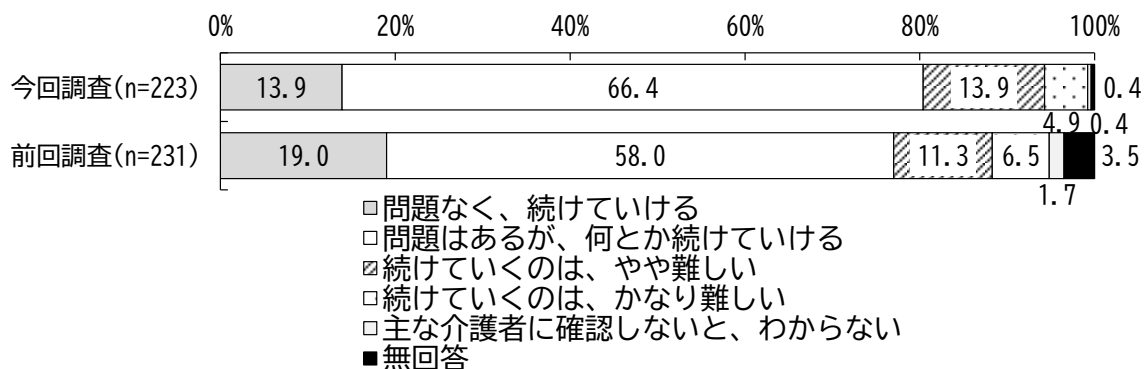 0% 20% 40% 60% 80% 100%
今回調査(n=223) 13.9 66.4 13.9 0.4
4.9 0.4
前回調査(n=231) 19.0 58.0 11.3 6.5 3.5
1.7
問題なく、続けていける
問題はあるが、何とか続けていける
続けていくのは、やや難しい
続けていくのは、かなり難しい
主な介護者に確認しないと、わからない
無回答